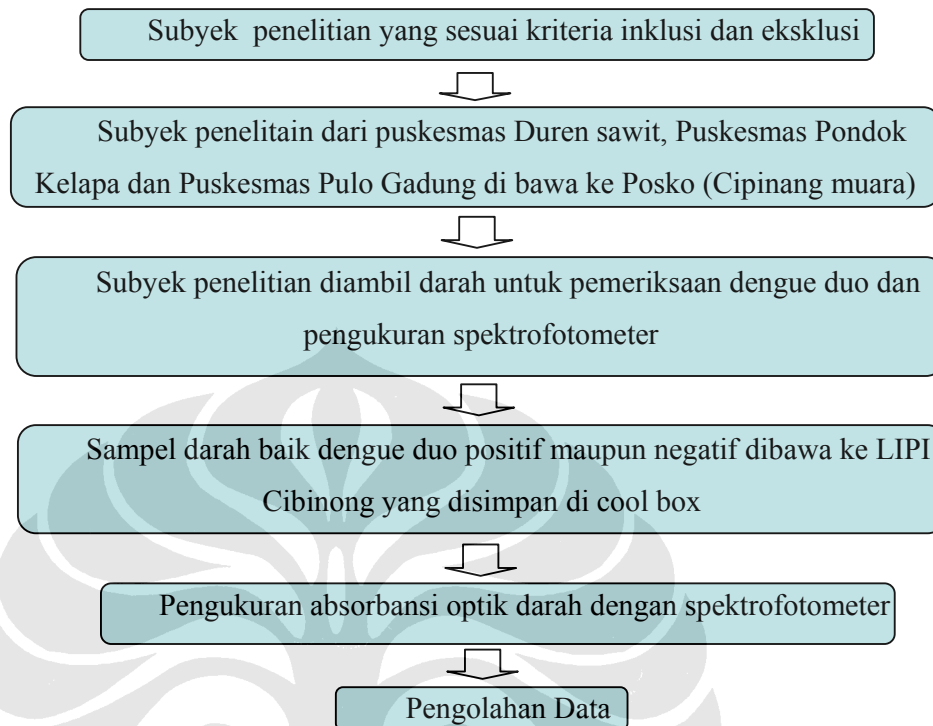 Subyek penelitian yang sesuai kriteria inklusi dan eksklusi
Subyek penelitain dari puskesmas Duren sawit, Puskesmas Pondok
Kelapa dan Puskesmas Pulo Gadung di bawa ke Posko (Cipinang muara)
Subyek penelitian diambil darah untuk pemeriksaan dengue duo dan
pengukuran spektrofotometer
Sampel darah baik dengue duo positif maupun negatif dibawa ke LIPI
Cibinong yang disimpan di cool box
Pengukuran absorbansi optik darah dengan spektrofotometer
Pengolahan Data